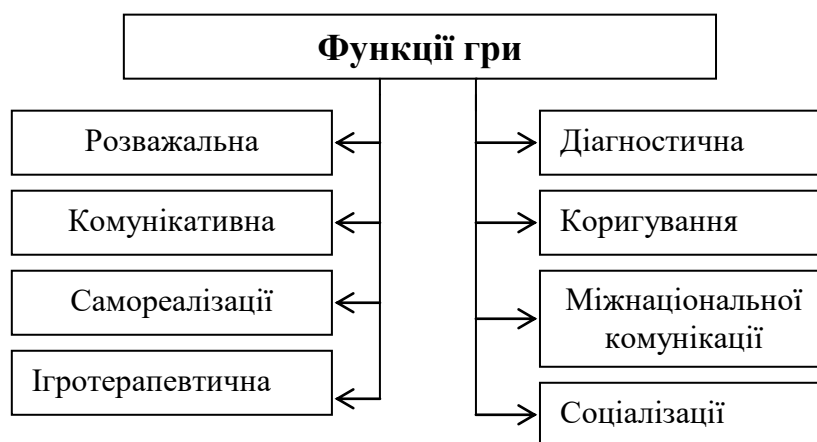 Функції гри
Розважальна
Комунікативна
Самореалізації
Ігротерапевтична
Діагностична
Коригування
Міжнаціональної
комунікації
Соціалізації